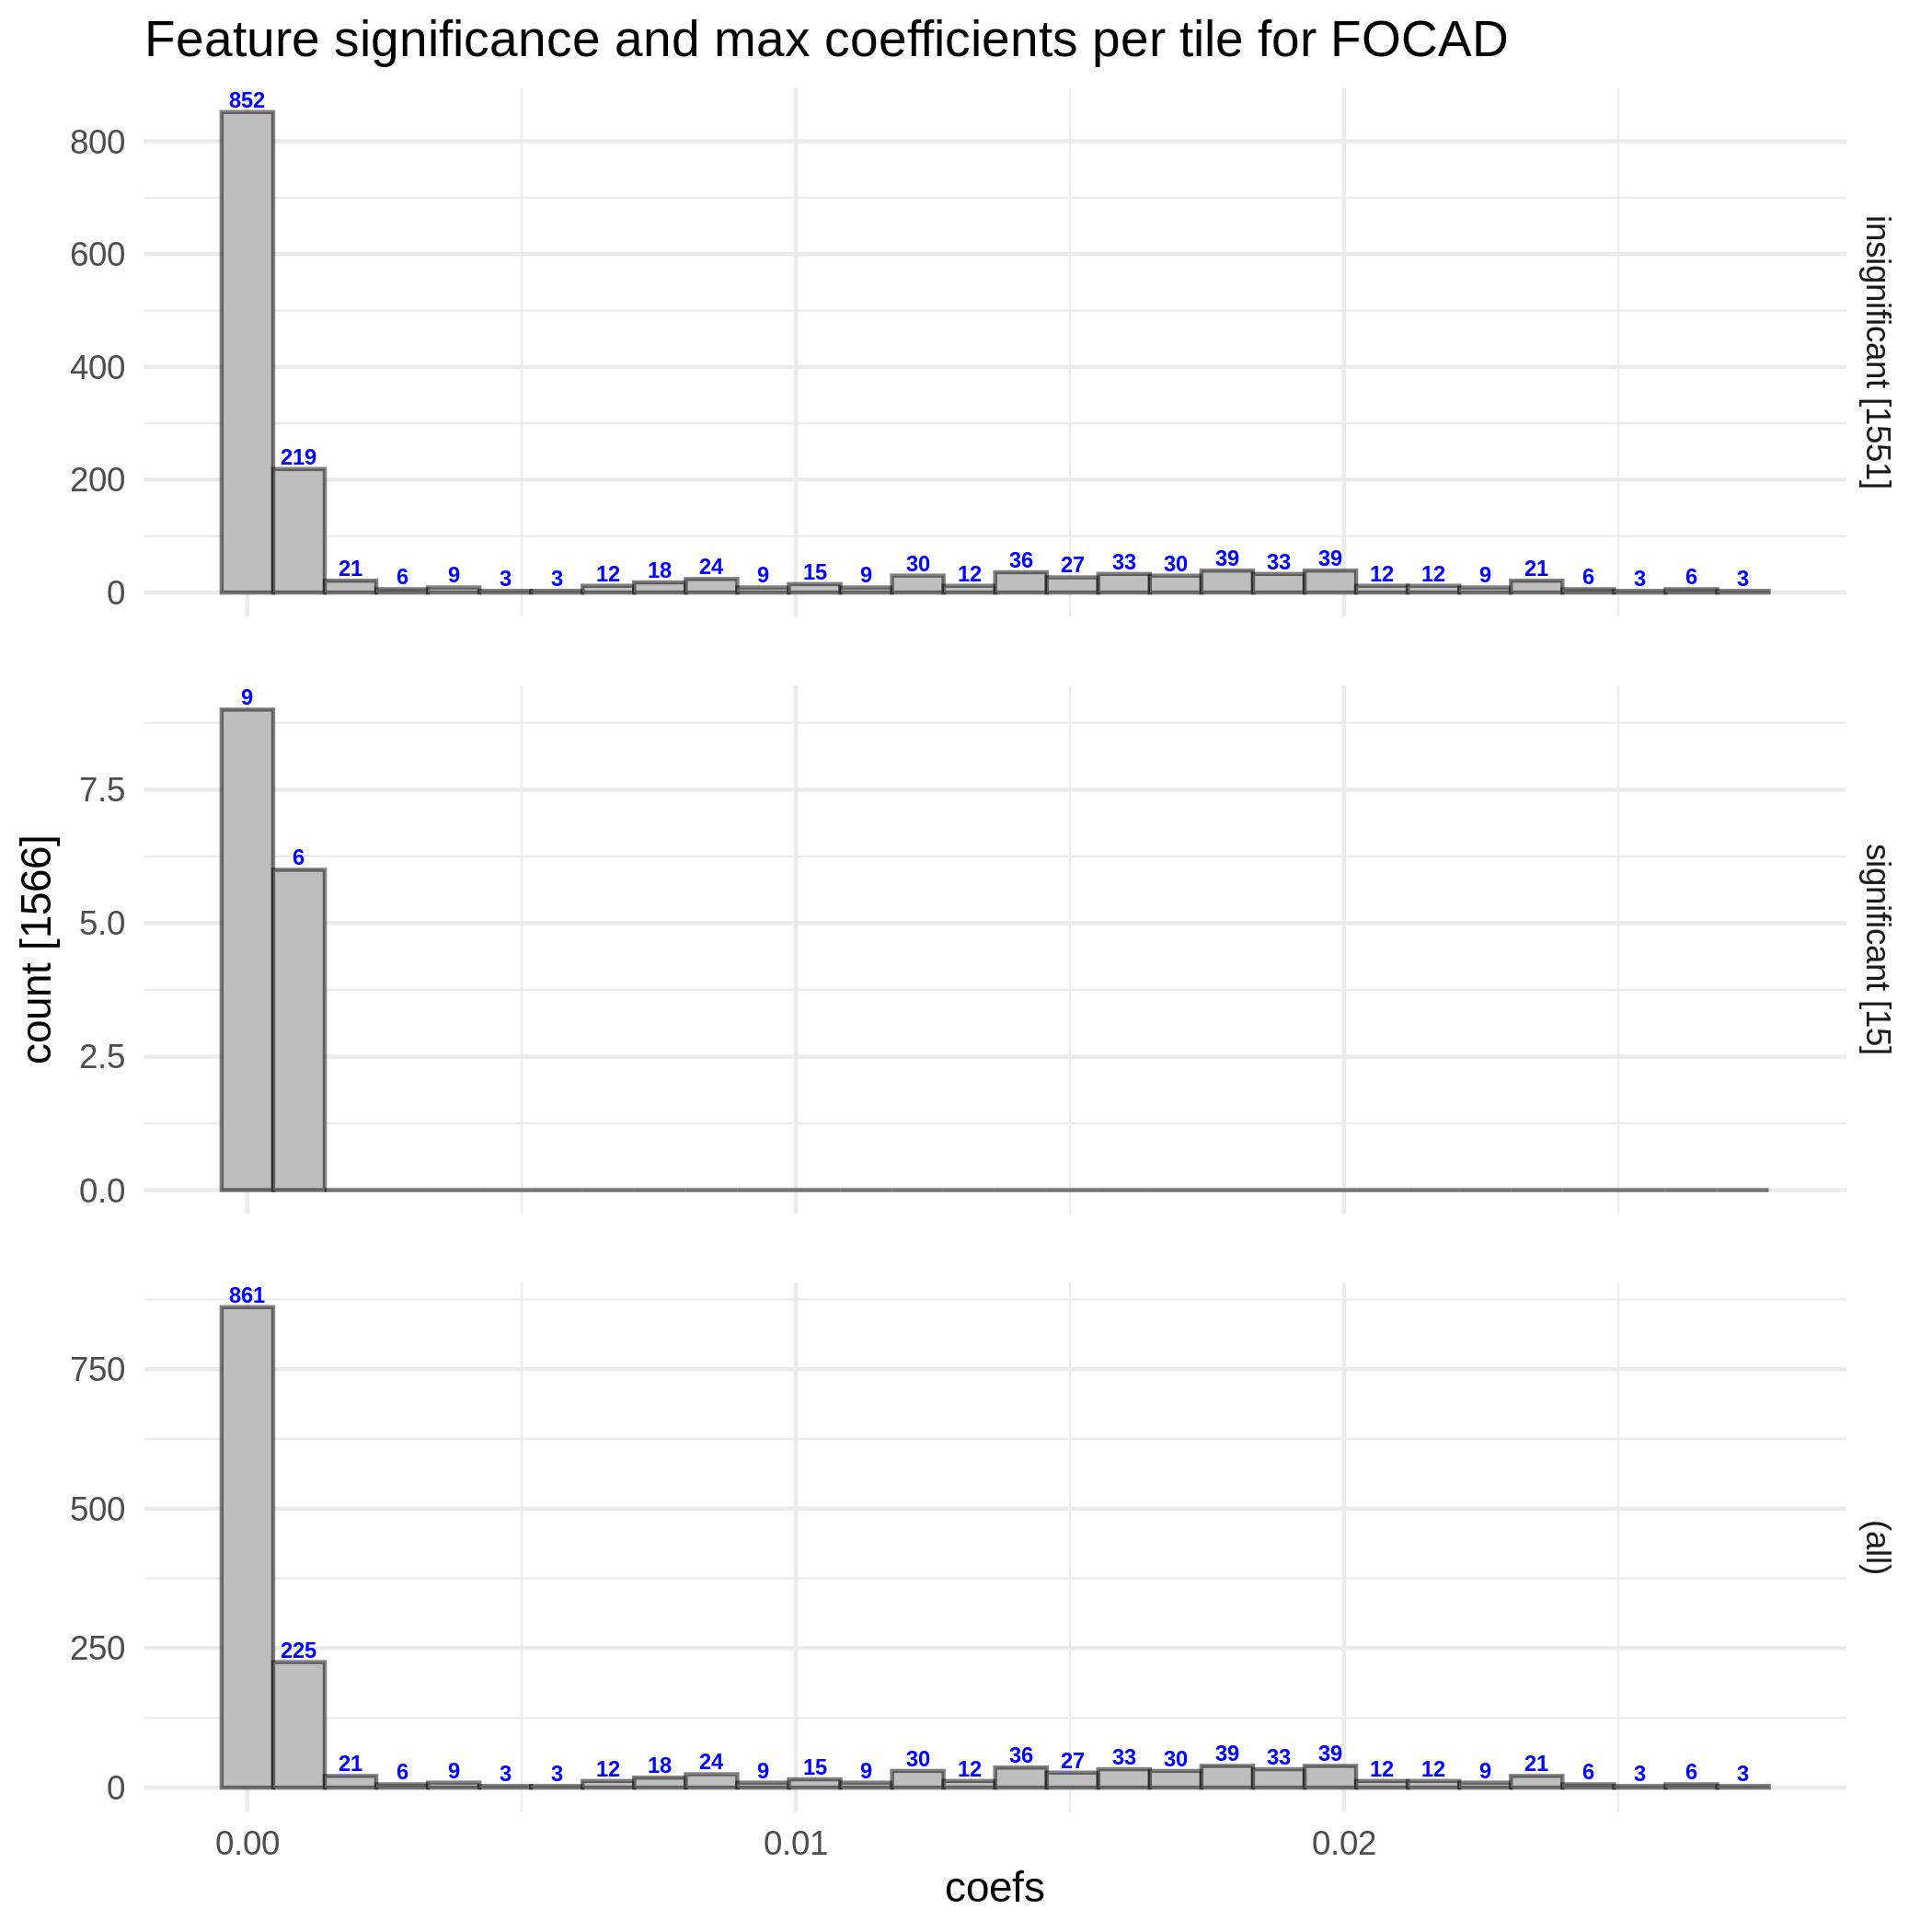 Feature significance and max coefficients per tile for FOCAD
852
219
21 6 9 3 3 12 18 24 9 15 9 30 12 36 27 33 30 39 33 39 12 12 9 21 6 3 6 3
800
600
400
200
0
insignificant [1551]
9
6
7.5
5.0
2.5
0.0
significant [15]
count [1566]
861
225
21 6 9 3 3 12 18 24 9 15 9 30 12 36 27 33 30 39 33 39 12 12 9 21 6 3 6 3
750
500
250
0
(all)
0.00 0.01 0.02
coefs